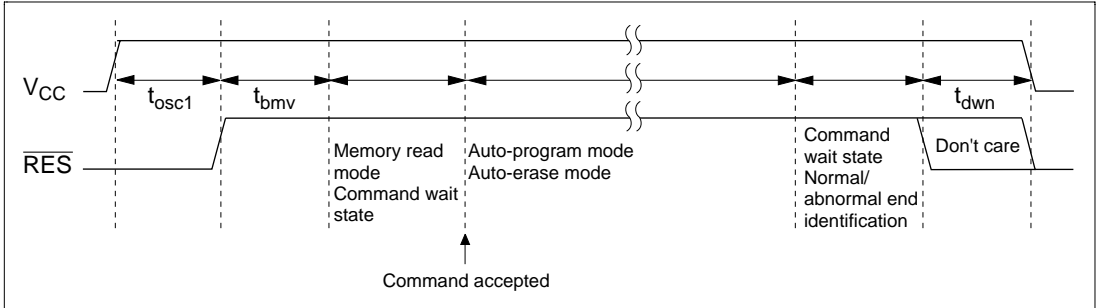 VCC
tosc1
tbmv
tdwn
RES
Memory read
mode
Command wait
state
Auto-program mode
Auto-erase mode
Command
wait state
Normal/
abnormal end
identification
Don't care
Command accepted